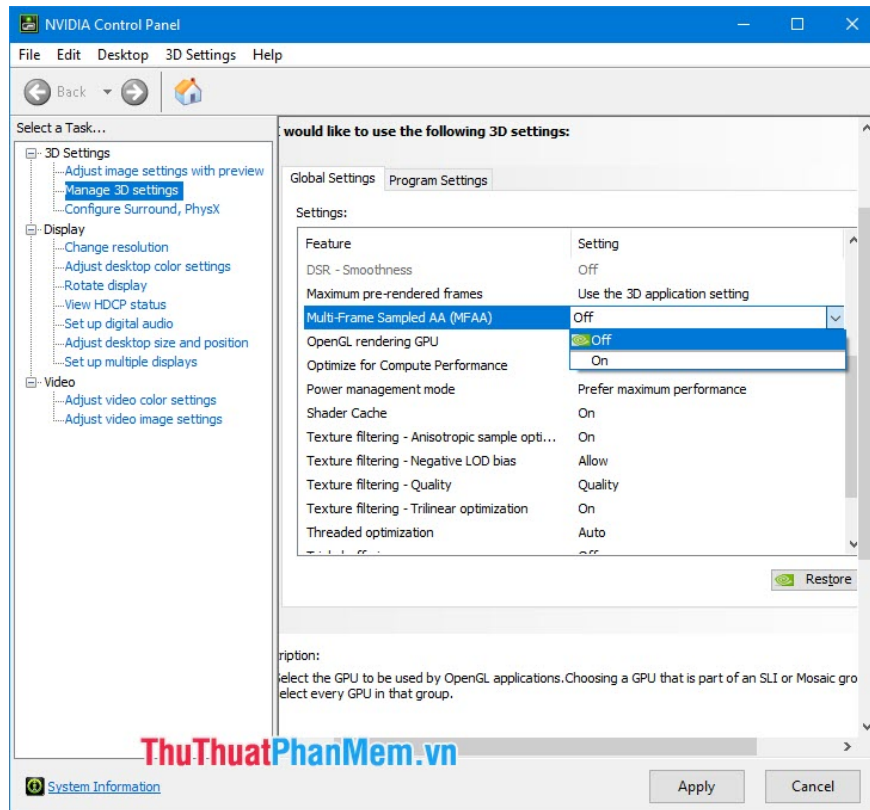 NVIDIA Control Panel
File Edit Desktop 3D Settings Help
Back
Select a Task...
3D Settings
Adjust image settings with preview
Manage 3D settings
Configure Surround, PhysX
Display
Change resolution
Adjust desktop color settings
Rotate display
View HDCP status
Set up digital audio
Adjust desktop size and position
Set up multiple displays
Video
Adjust video color settings
Adjust video image settings
would like to use the following 3D settings:
Global Settings Program Settings
Settings:
Feature Setting
DSR - Smoothness Off
Maximum pre-rendered frames Use the 3D application setting
Multi-Frame Sampled AA (MFAA) Off
OpenGL rendering GPU Off
Optimize for Compute Performance On
Power management mode Prefer maximum performance
Shader Cache On
Texture filtering - Anisotropic sample opti... On
Texture filtering - Negative LOD bias Allow
Texture filtering - Quality Quality
Texture filtering - Trilinear optimization On
Threaded optimization Auto
Restore
ription:
elect the GPU to be used by OpenGL applications.Choosing a GPU that is part of an SLI or Mosaic gro
elect every GPU in that group.
ThuThuatPhanMem.vn
System Information Apply Cancel